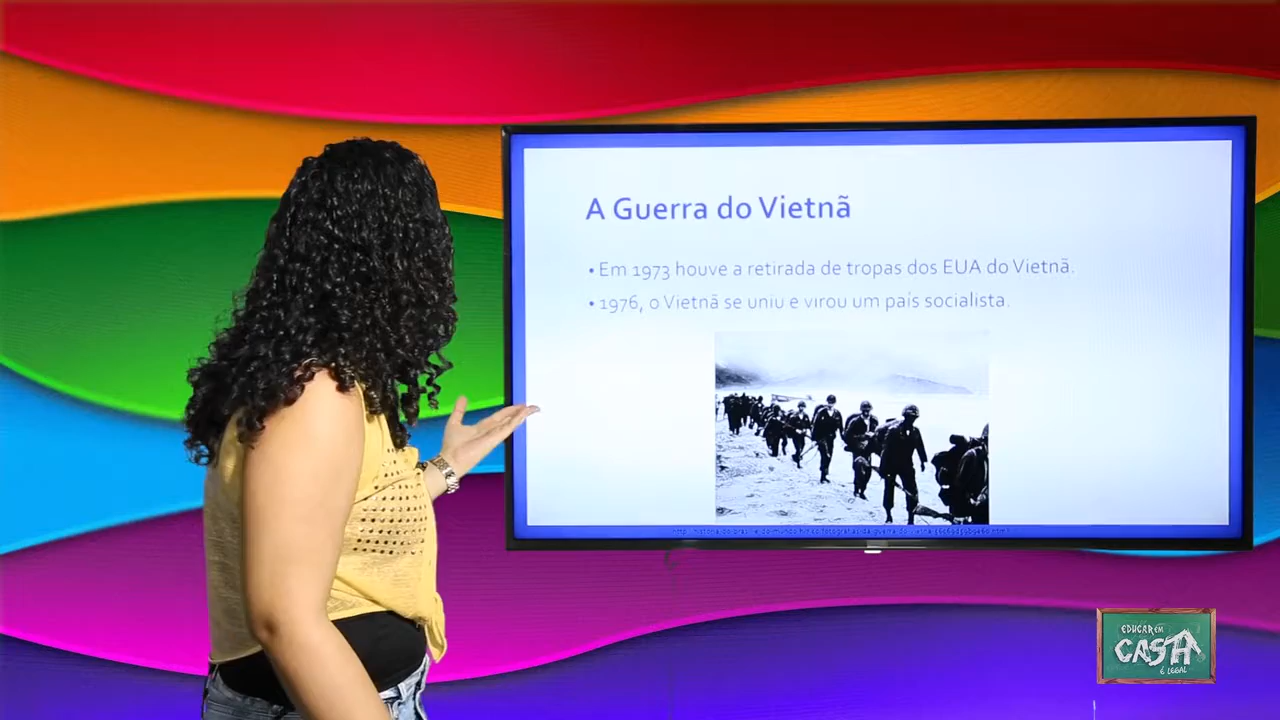 A Guerra do Vietnã
• Em 1973 houve a retirada de tropas dos EUA do Vietnã.
• 1976, o Vietnã se uniu e virou um país socialista.
EDUCAR EM
CASA
É LEGAL